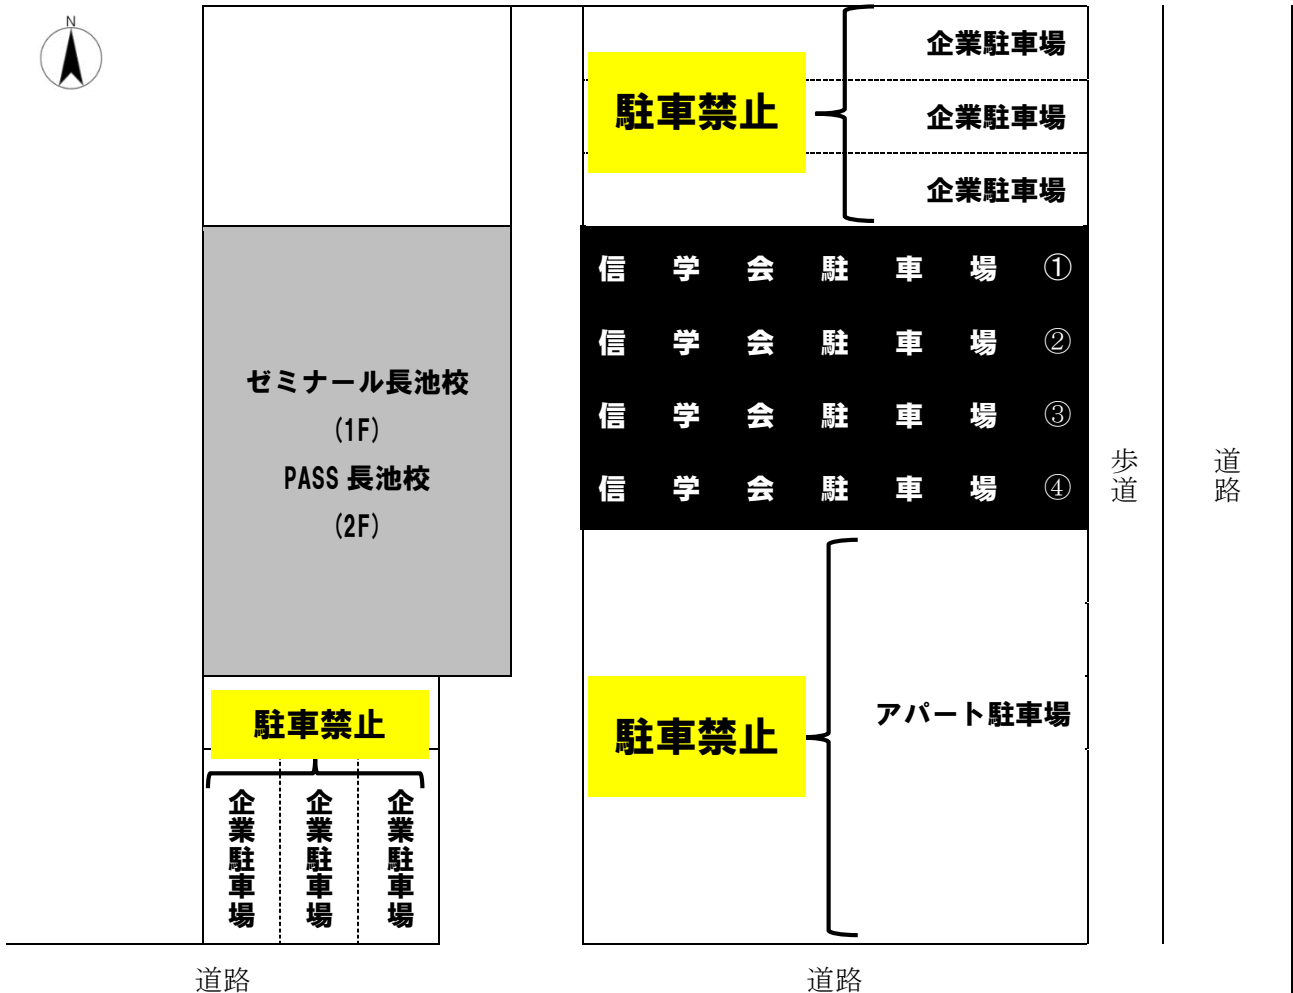 N
企業駐車場
駐車禁止
企業駐車場
企業駐車場
信学会駐車場①
信学会駐車場②
信学会駐車場③
信学会駐車場④
ゼミナール長池校
(1F)
PASS 長池校
(2F)
歩道
道路
駐車禁止
企業駐車場
企業駐車場
企業駐車場
駐車禁止
アパート駐車場
道路
道路